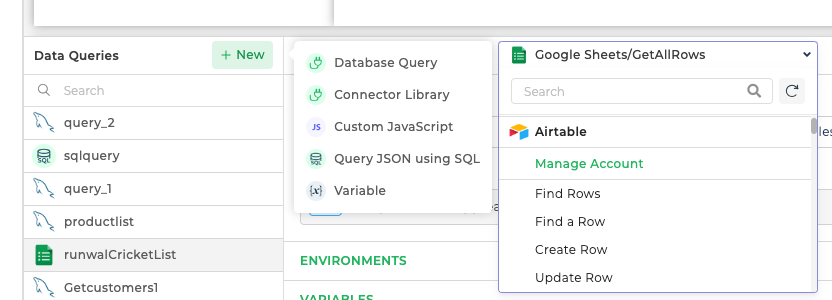 Data Queries
+ New
Search
query_2
sqlquery
query_1
productlist
runwalCricketList
Getcustomers1
Database Query
Connector Library
JS Custom JavaScript
SQL Query JSON using SQL
{x} Variable
ENVIRONMENTS
VARIABLES
Google Sheets/GetAllRows
Search
Airtable
Manage Account
Find Rows
Find a Row
Create Row
Update Row